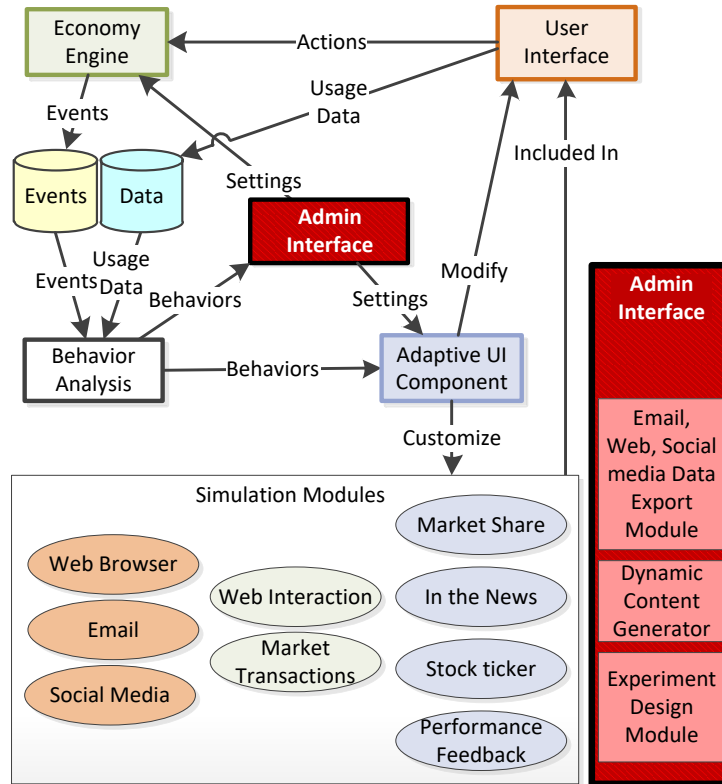 Economy
Engine
Actions
User
Interface
Usage
Data
Events
Included In
Events
Data
Settings
Admin
Interface
Events
Usage
Data
Behaviors
Settings
Modify
Behavior
Analysis
Behaviors
Adaptive UI
Component
Customize
Simulation Modules
Web Browser
Email
Social Media
Web Interaction
Market
Transactions
Market Share
In the News
Stock ticker
Performance
Feedback
Admin
Interface
Email,
Web, Social
media Data
Export
Module
Dynamic
Content
Generator
Experiment
Design
Module